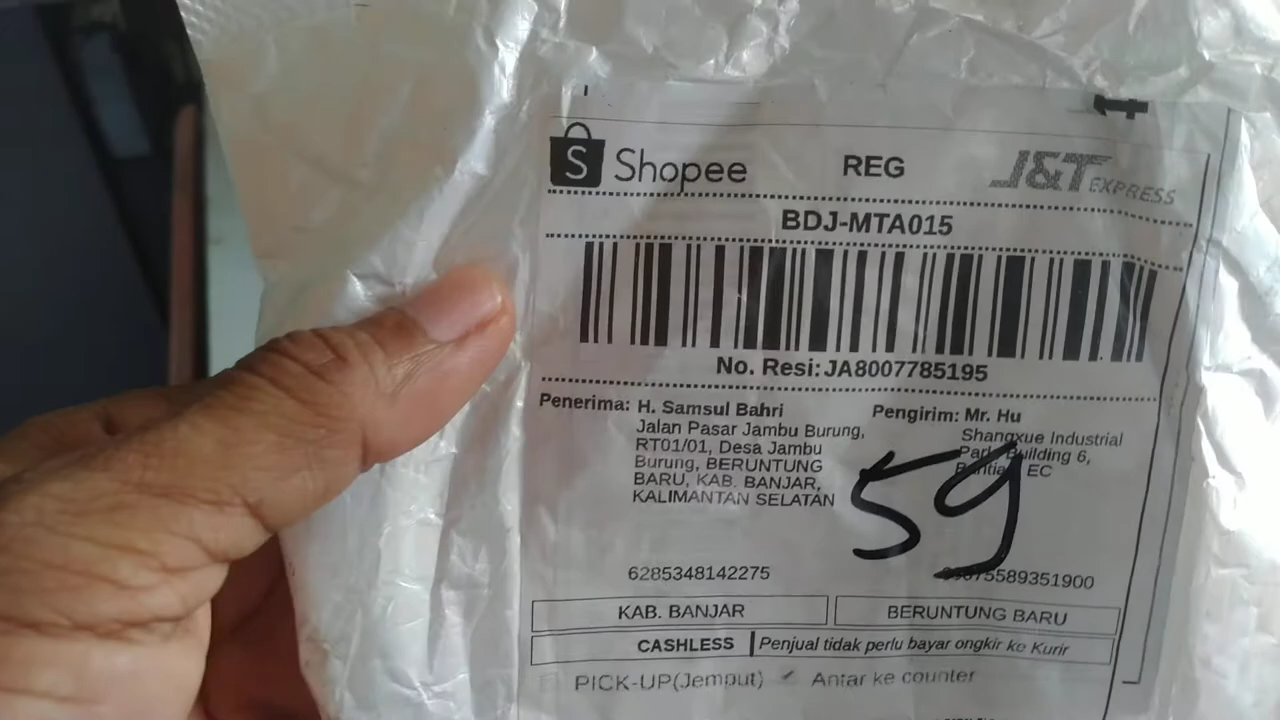 Shopee REG J&T EXPRESS
BDJ-MTA015
No. Resi: JA8007785195
Penerima: H. Samsul Bahri
Jalan Pasar Jambu Burung,
RT01/01, Desa Jambu
Burung, BERUNTUNG
BARU, KAB. BANJAR,
KALIMANTAN SELATAN
6285348142275
Pengirim: Mr. Hu
Shangxue Industrial
Park Building 6,
EC
59
KAB. BANJAR BERUNTUNG BARU
CASHLESS Penjual tidak perlu bayar ongkir ke Kurir
PICK-UP(Jemput) ✓ Antar ke counter